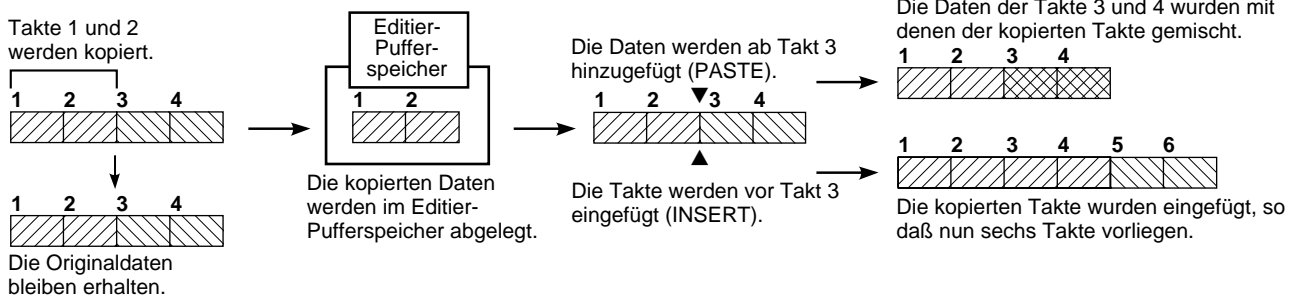 Takte 1 und 2
werden kopiert.
1 2 3 4
1 2 3 4
Die Originaldaten
bleiben erhalten.
Editier-
Puffer-
speicher
1 2
Die kopierten Daten
werden im Editier-
Pufferspeicher abgelegt.
Die Daten werden ab Takt 3
hinzugefügt (PASTE).
1 2 3 4
Die Takte werden vor Takt 3
eingefügt (INSERT).
Die Daten der Takte 3 und 4 wurden mit
denen der kopierten Takte gemischt.
1 2 3 4
1 2 3 4 5 6
Die kopierten Takte wurden eingefügt, so
daß nun sechs Takte vorliegen.